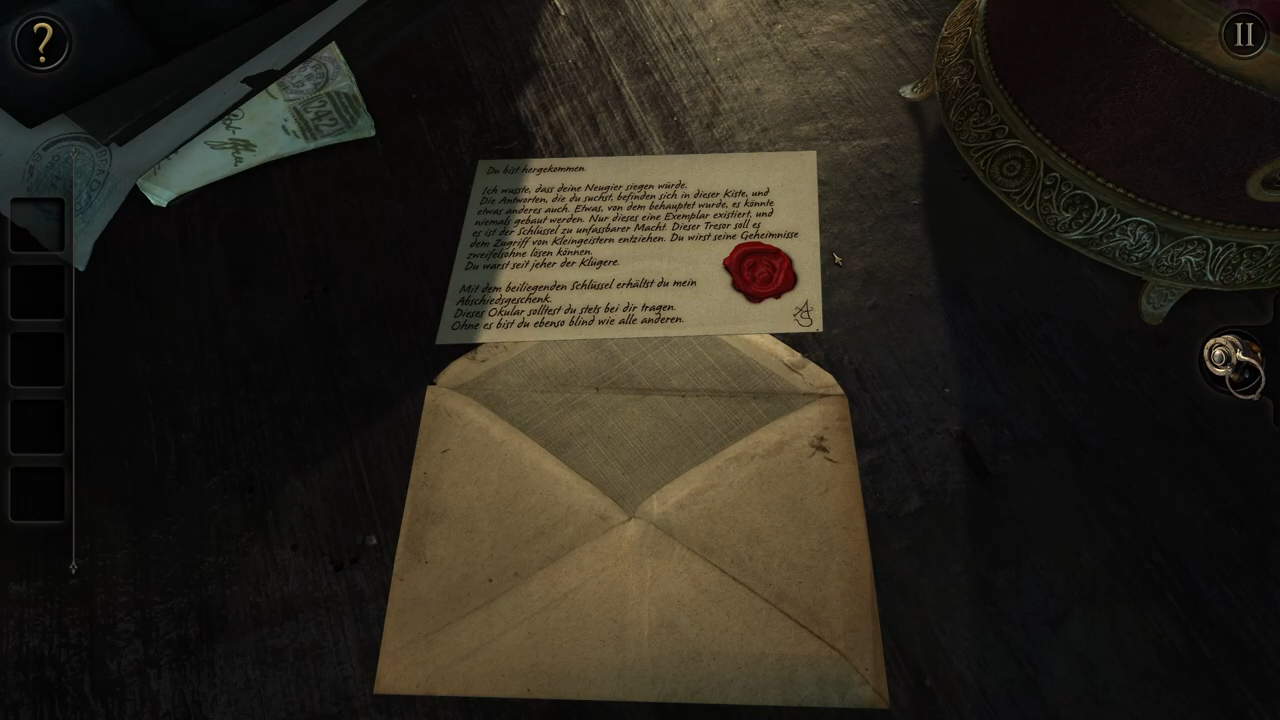 Du bist hergekommen.
Ich wusste, dass deine Neugier siegen würde.
Die Antworten, die du suchst, befinden sich in dieser Kiste, und
etwas anderes auch. Etwas, von dem behauptet wurde, es könnte
niemals gebaut werden. Nur dieses eine Exemplar existiert, und
es ist der Schlüssel zu unfassbarer Macht. Dieser Tresor soll es
dem Zugriff von Kleingeistern entziehen. Du wirst seine Geheimnisse
zweifelsohne lösen können.
Du warst seit jeher der Klügere.
Mit dem beiliegenden Schlüssel erhältst du mein
Abschiedsgeschenk.
Dieses Okular solltest du stets bei dir tragen.
Ohne es bist du ebenso blind wie alle anderen.
AS
?
II